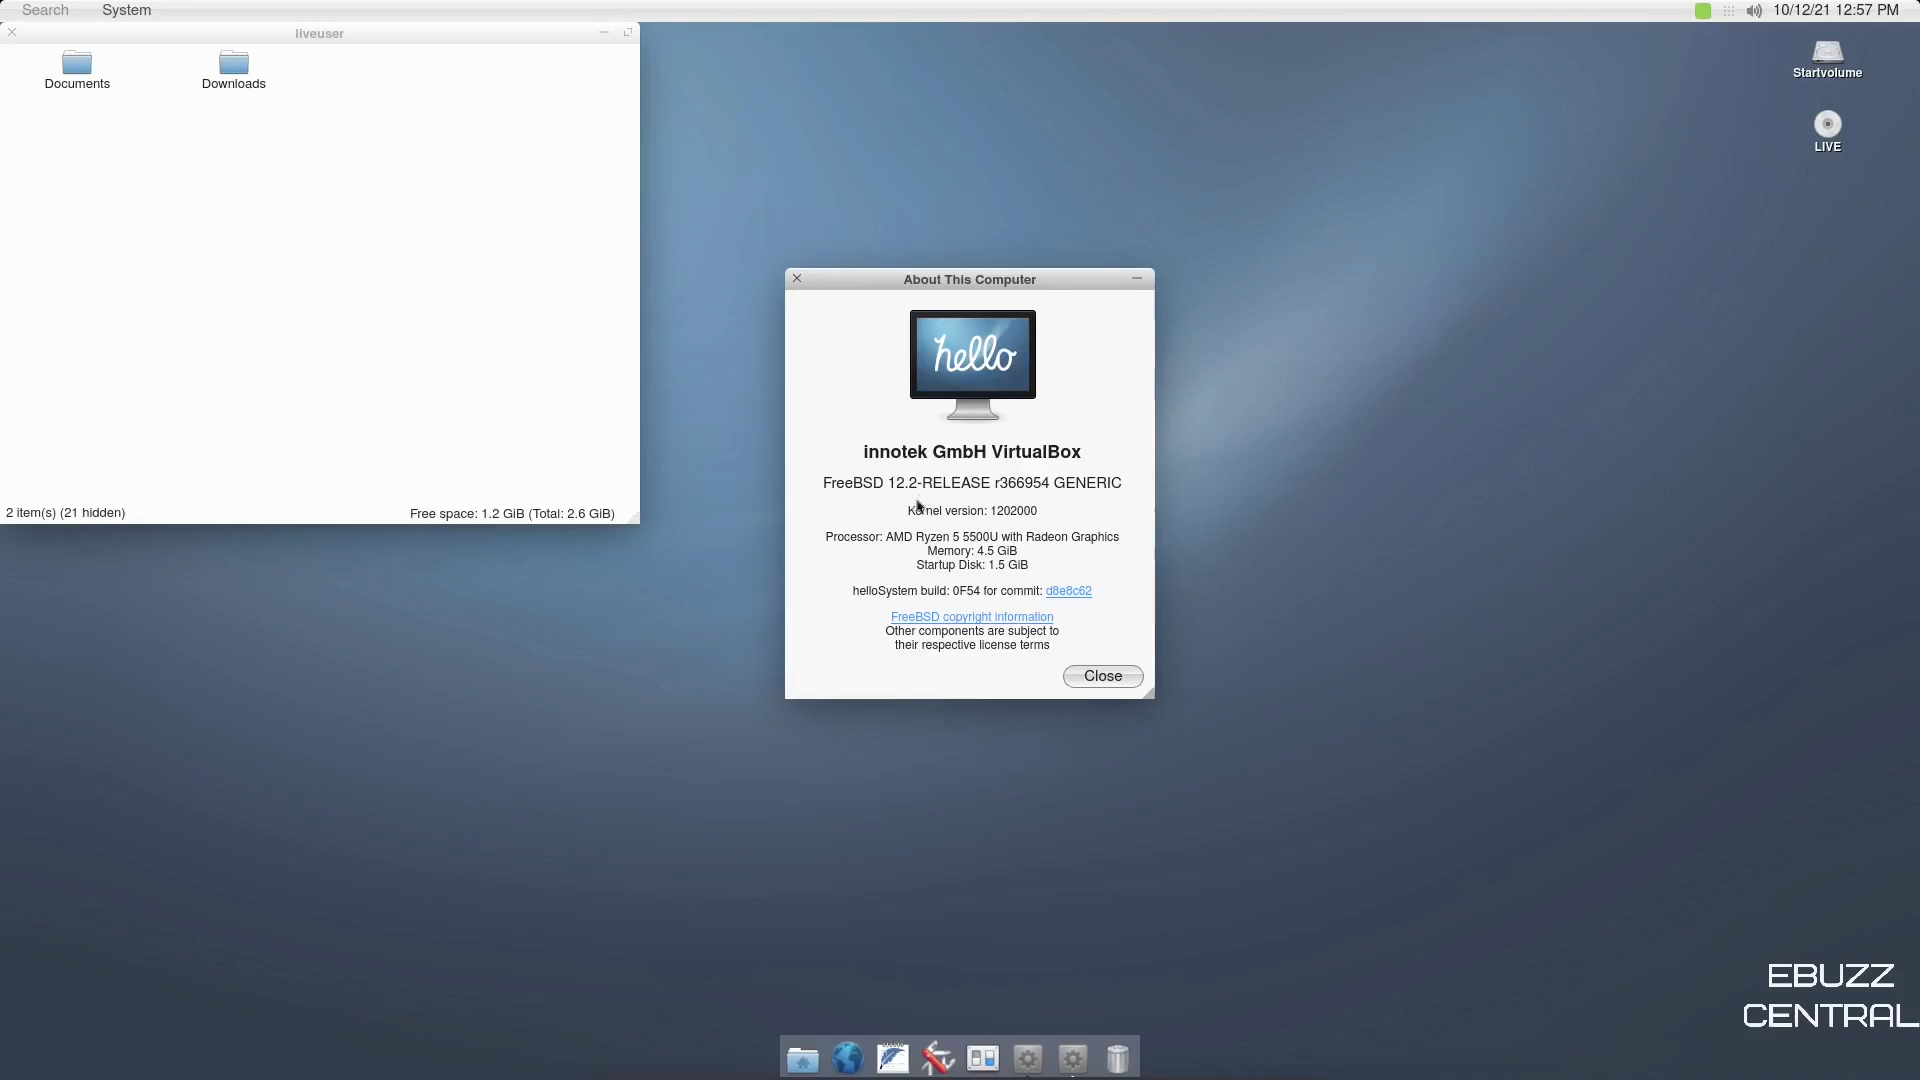 Search System
10/12/21 12:57 PM
liveuser
Documents
Downloads
2 item(s) (21 hidden)
Free space: 1.2 GiB (Total: 2.6 GiB)
Startvolume
LIVE
About This Computer
hello
innotek GmbH VirtualBox
FreeBSD 12.2-RELEASE r366954 GENERIC
Kernel version: 1202000
Processor: AMD Ryzen 5 5500U with Radeon Graphics
Memory: 4.5 GiB
Startup Disk: 1.5 GiB
helloSystem build: 0F54 for commit: d8e8c62
FreeBSD copyright information
Other components are subject to
their respective license terms
Close
EBUZZ
CENTRAL